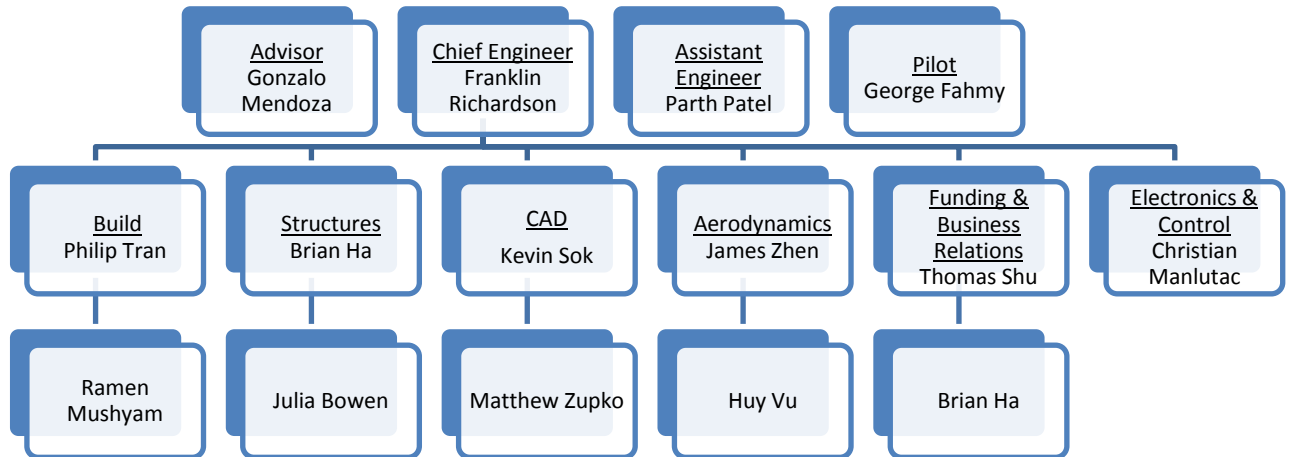 Advisor
Gonzalo
Mendoza
Chief Engineer
Franklin
Richardson
Assistant
Engineer
Parth Patel
Pilot
George Fahmy
Build
Philip Tran
Structures
Brian Ha
CAD
Kevin Sok
Aerodynamics
James Zhen
Funding &
Business
Relations
Thomas Shu
Electronics &
Control
Christian
Manlutac
Ramen
Mushyam
Julia Bowen
Matthew Zupko
Huy Vu
Brian Ha